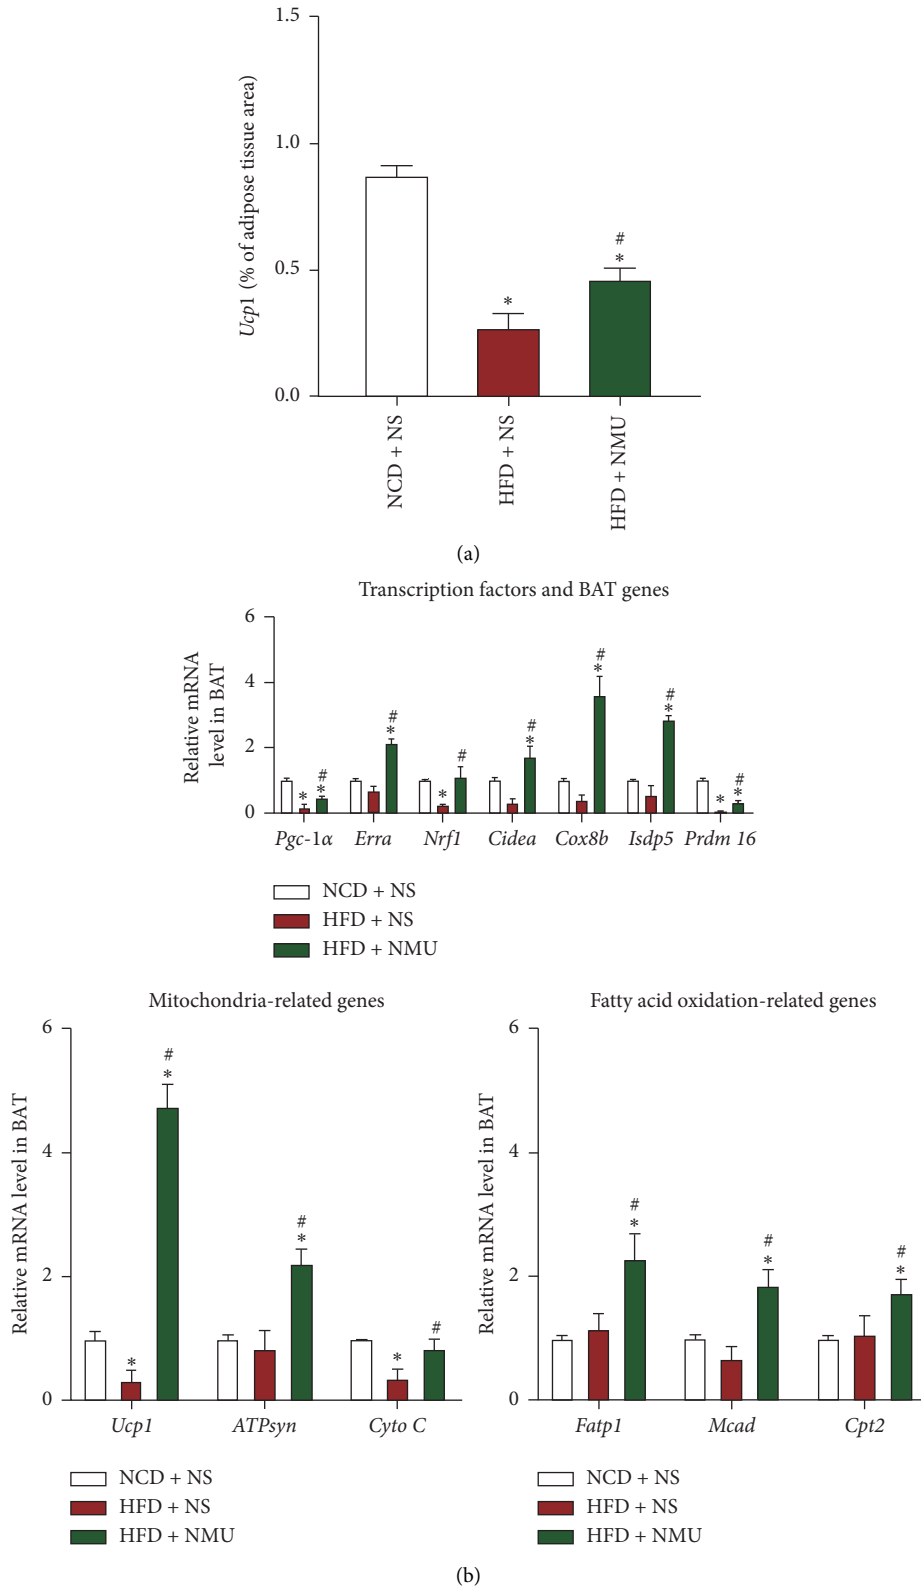 1.5
1.0
0.5
0.0
Ucp1 (% of adipose tissue area)
*
#
*
NCD + NS
HFD + NS
HFD + NMU
(a)
Transcription factors and BAT genes
Relative mRNA
level in BAT
6
4
2
0
* # * # * * # # * # * # * * # *
Pgc-1α Erra Nrf1 Cidea Cox8b Isdp5 Prdm 16
NCD + NS
HFD + NS
HFD + NMU
Mitochondria-related genes
Relative mRNA level in BAT
6
4
2
0
* # * # * * #
Ucp1 ATPsyn Cyto C
NCD + NS
HFD + NS
HFD + NMU
Fatty acid oxidation-related genes
Relative mRNA level in BAT
6
4
2
0
# * # * # *
Fatp1 Mcad Cpt2
NCD + NS
HFD + NS
HFD + NMU
(b)